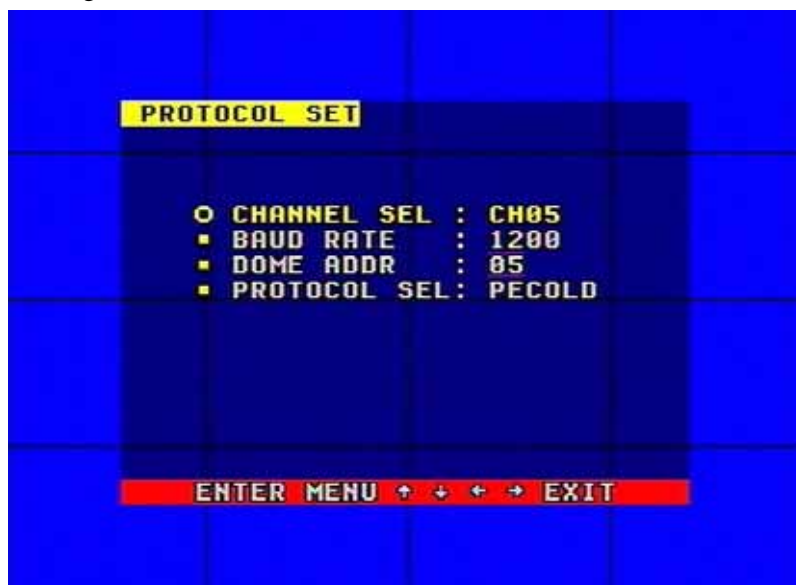 PROTOCOL SET
CHANNEL SEL : CH05
BAUD RATE : 1200
DOME ADDR : 05
PROTOCOL SEL: PECOLD
ENTER MENU ↑ ↓ ← → EXIT